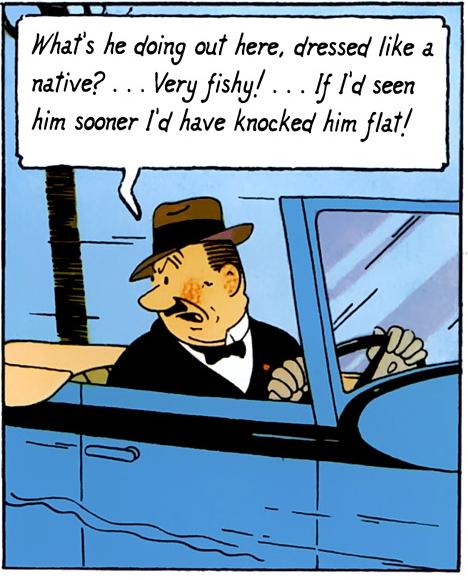 What's he doing out here, dressed like a
native? . . . Very fishy! . . . If I'd seen
him sooner I'd have knocked him flat!